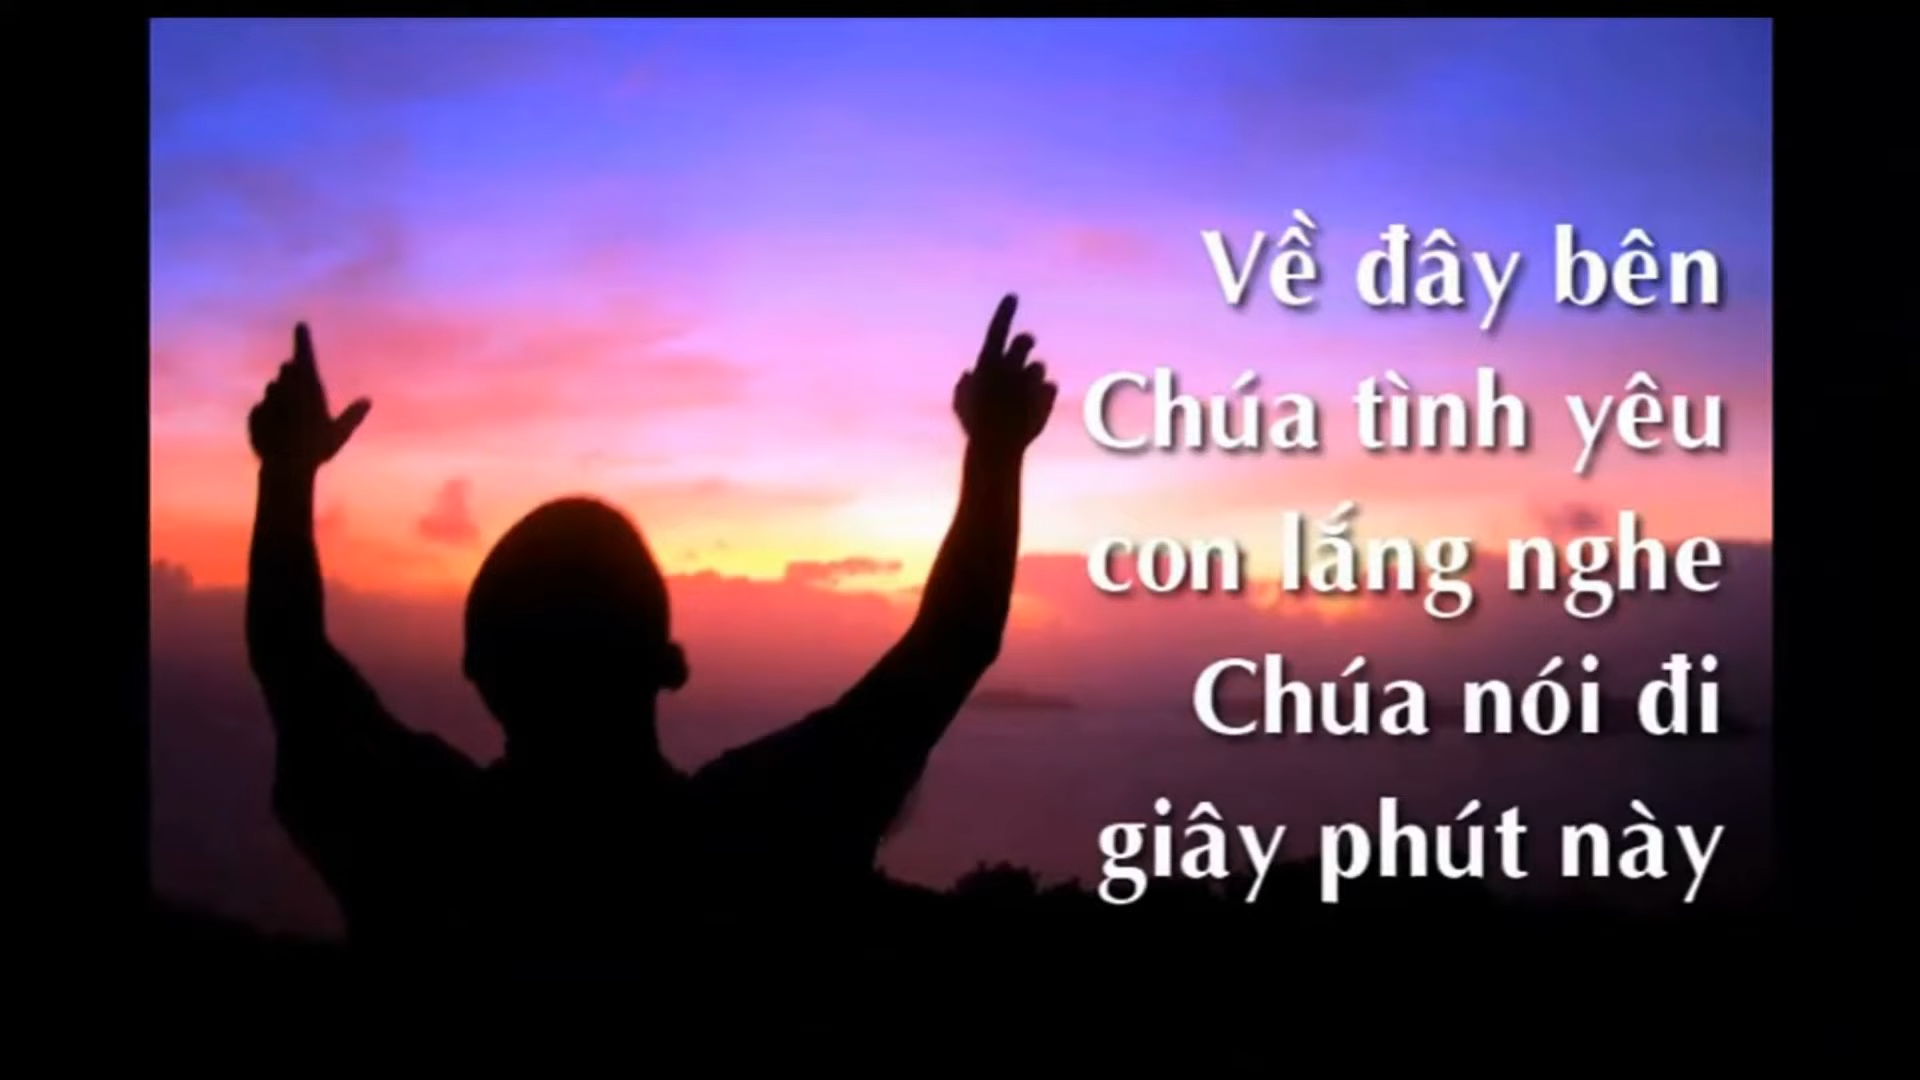 Về đây bên
Chúa tình yêu
con lắng nghe
Chúa nói đi
giây phút này